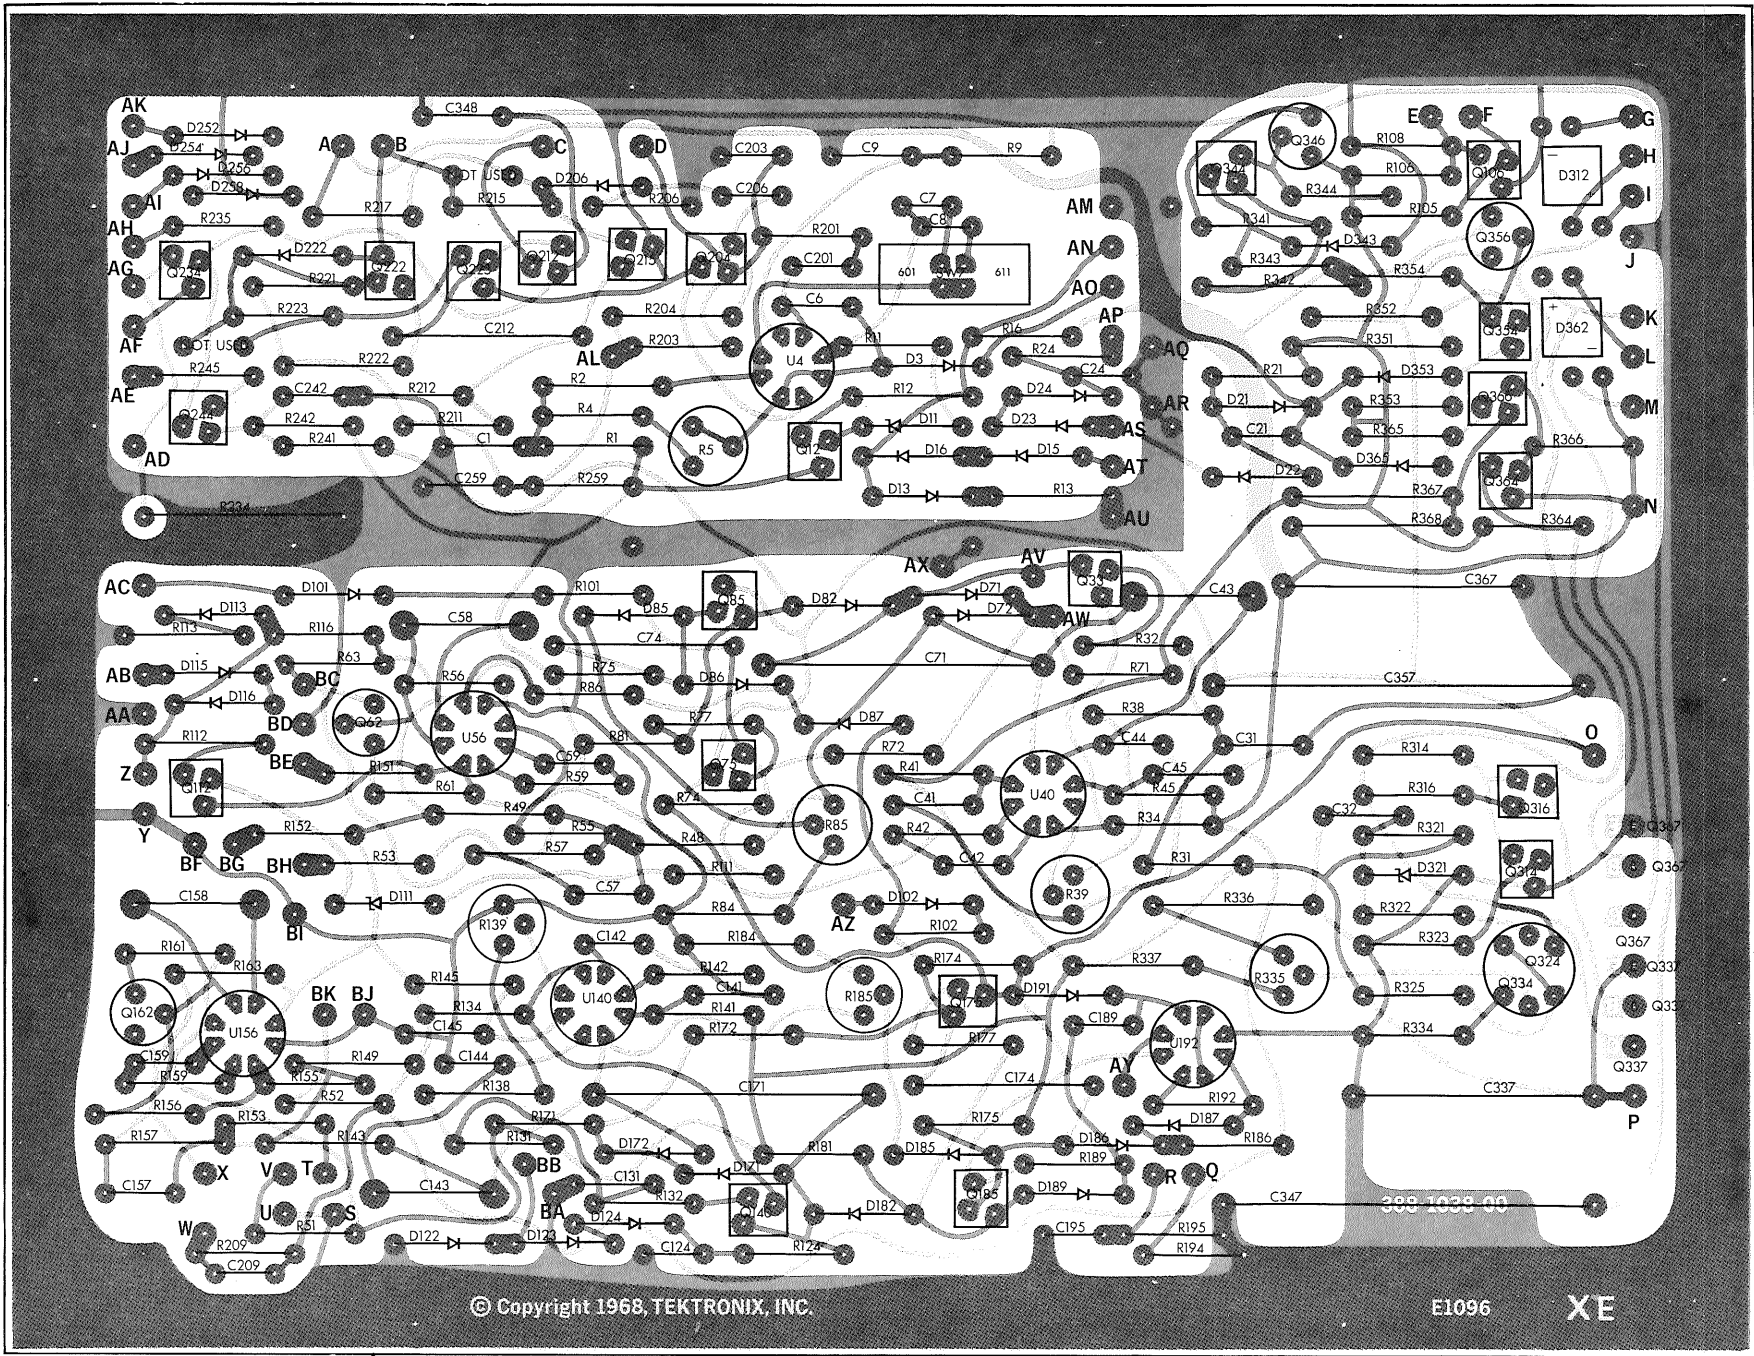 AK
C348
E F G
D252
Q346
AJ D254 A B C D C203 C9 R9 R108 H
D256 NOT USED Q344 R106 Q106 D312
D258 D206 C206 R344 I
AI R217 R215 R206 C7 AM R105
AH R235 C8 R341 Q356
D222 Q212 R201 AN D343
AG Q234 Q222 Q215 Q204 C201 601 SW7 611 R343 R354 J
R221 AO R342
C6
AF R223 C212 R204 AP R352 Q354 D362 K
NOT USED R203 R11 R16 R351
R222 AL U4 D3 R24 AQ L
AE R245 R2 C24 R21 D353
C242 R212 R12 D24 AR D21 R353 Q366 M
Q244 R4 D11 D23 AS
R242 R211 R5 Q12 C21 R365
AD R241 C1 R1 D16 D15 AT D365 R366
C259 R259 D13 R13 D22 R367 Q364
R234 AU R368 R364 N
AX AV Q33
AC D101 R101 Q85 D82 D71 C43 C367
D113 C58 D85 D72 AW
R113 R116 C74 R32
AB D115 R63 BC R56 R75 C71 R71 C357
D116 R86 D86
AA BD Q62 U56 R77 D87 R38 O
R112 R81 R72 C44 C31 R314
Z BE R151 C59 Q75 R41 C45
Q112 R61 R59 R74 C41 U40 R45 R316 Q316
Y R49 R85 C32 Q367
R152 R55 R42 R34 R321
BF BG R48
BH R53 R57 C42 R31 Q314 Q367
R111 D321
C158 D111 C57 R39 R336
BI R139 R84 AZ D102 R322 Q367
R102
R161 C142 R184 R323 Q324
R163 R145 R142 R174 R337 R335 Q337
BK BJ U140 C141 R185 D191 R325 Q334
Q162 R134 R141
U156 C145 R172 C189 U192 R334
C159 R149 C144 R177 Q337
R159 R155 R138 C171 C174 AY
R156 R52 R192 C337
R153 R171 R175 D187 P
R157 R143 R131 D172 R181 D185 D186 R186
X V T BB D171 R189 R Q
C157 C143 C131 R132 Q185 D189 C347
U S BA D182 388-1038-00
W R51 D124
R209 D122 D123 C124 R124 C195 R195
C209 R194
© Copyright 1968, TEKTRONIX, INC. E1096 XE